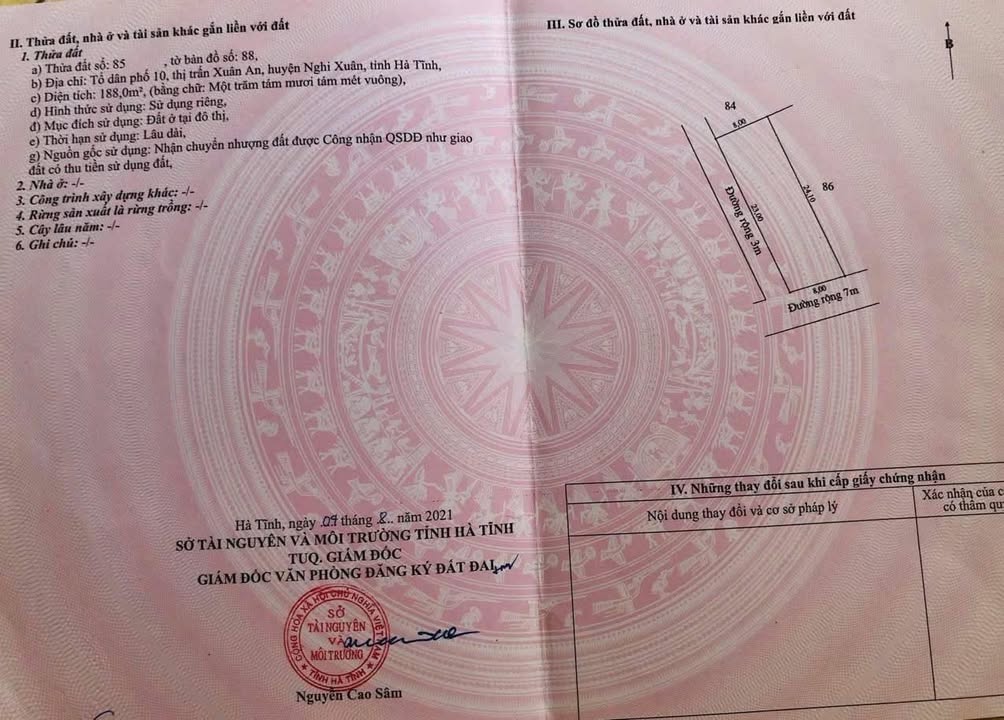 II. Thửa đất, nhà ở và tài sản khác gắn liền với đất
1. Thửa đất
a) Thửa đất số: 85 , tờ bản đồ số: 88,
b) Địa chỉ: Tổ dân phố 10, thị trấn Xuân An, huyện Nghi Xuân, tỉnh Hà Tĩnh,
c) Diện tích: 188,0m², (bằng chữ: Một trăm tám mươi tám mét vuông),
d) Hình thức sử dụng: Sử dụng riêng,
đ) Mục đích sử dụng: Đất ở tại đô thị,
e) Thời hạn sử dụng: Lâu dài,
g) Nguồn gốc sử dụng: Nhận chuyển nhượng đất được Công nhận QSDĐ như giao
đất có thu tiền sử dụng đất,
2. Nhà ở: -/-
3. Công trình xây dựng khác: -/-
4. Rừng sản xuất là rừng trồng: -/-
5. Cây lâu năm: -/-
6. Ghi chú: -/-
Hà Tĩnh, ngày 09 tháng 8.. năm 2021
SỞ TÀI NGUYÊN VÀ MÔI TRƯỜNG TỈNH HÀ TĨNH
TUQ. GIÁM ĐỐC
GIÁM ĐỐC VĂN PHÒNG ĐĂNG KÝ ĐẤT ĐAI
CỘNG HÒA XÃ HỘI CHỦ NGHĨA VIỆT NAM
SỞ
TÀI NGUYÊN
VÀ
MÔI TRƯỜNG
TỈNH HÀ TĨNH
Nguyễn Cao Sâm
III. Sơ đồ thửa đất, nhà ở và tài sản khác gắn liền với đất
B
84
8,00
86
24,10
23,00
Đường rộng 3m
8,00
Đường rộng 7m
IV. Những thay đổi sau khi cấp giấy chứng nhận
Nội dung thay đổi và cơ sở pháp lý
Xác nhận của c
có thẩm qu